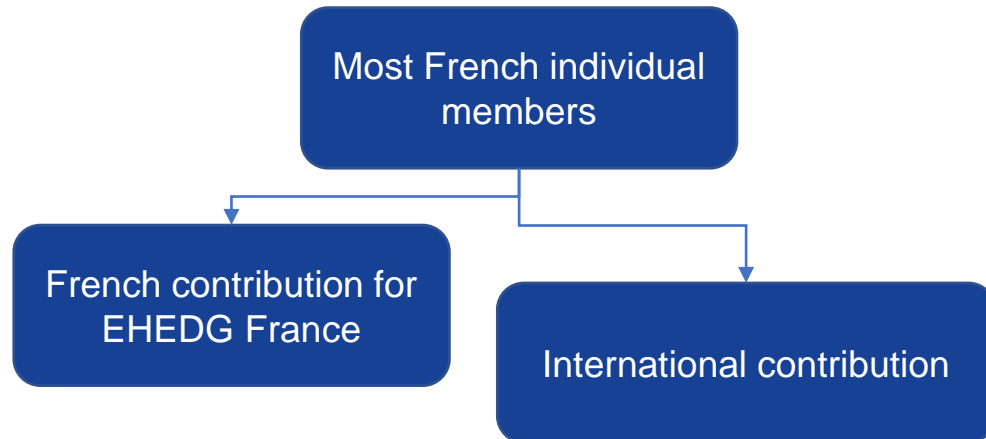 Most French individual
members
French contribution for
EHEDG France
International contribution